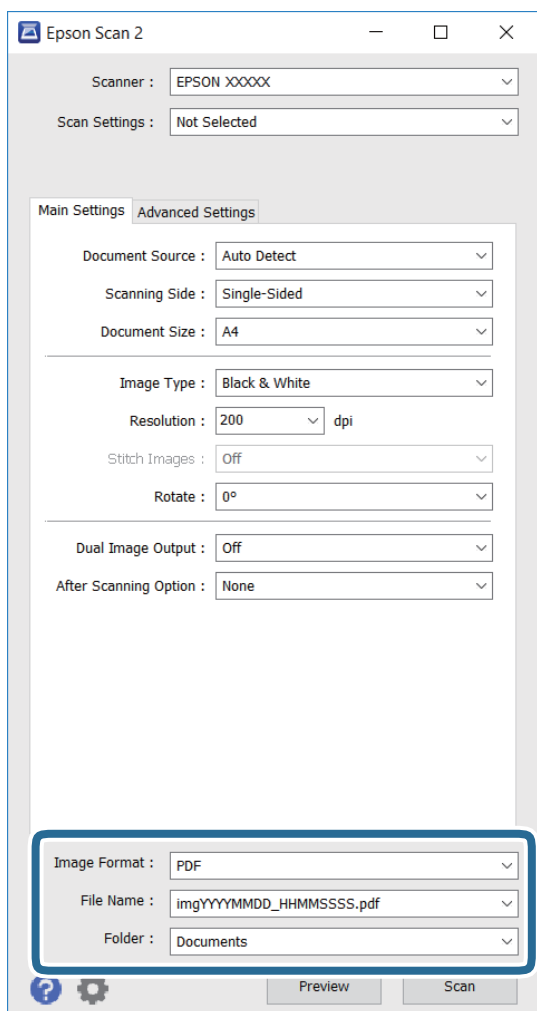 Epson Scan 2
Scanner : EPSON XXXXX
Scan Settings : Not Selected
Main Settings Advanced Settings
Document Source : Auto Detect
Scanning Side : Single-Sided
Document Size : A4
Image Type : Black & White
Resolution : 200 dpi
Stitch Images : Off
Rotate : 0º
Dual Image Output : Off
After Scanning Option : None
Image Format : PDF
File Name : imgYYYYMMDD_HHMMSSSS.pdf
Folder : Documents
? Preview Scan